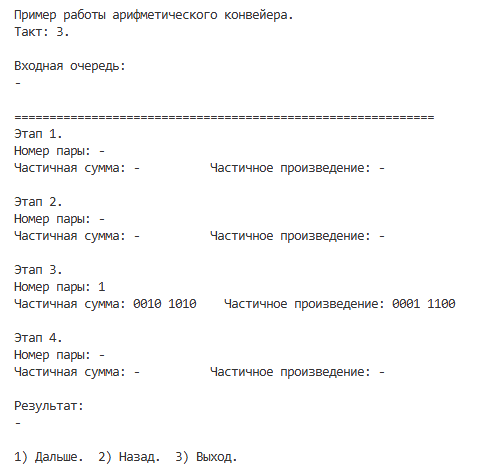 Пример работы арифметического конвейера.
Такт: 3.
Входная очередь:
-
============================================================
Этап 1.
Номер пары: -
Частичная сумма: -          Частичное произведение: -
Этап 2.
Номер пары: -
Частичная сумма: -          Частичное произведение: -
Этап 3.
Номер пары: 1
Частичная сумма: 0010 1010    Частичное произведение: 0001 1100
Этап 4.
Номер пары: -
Частичная сумма: -          Частичное произведение: -
Результат:
-
1) Дальше.  2) Назад.  3) Выход.